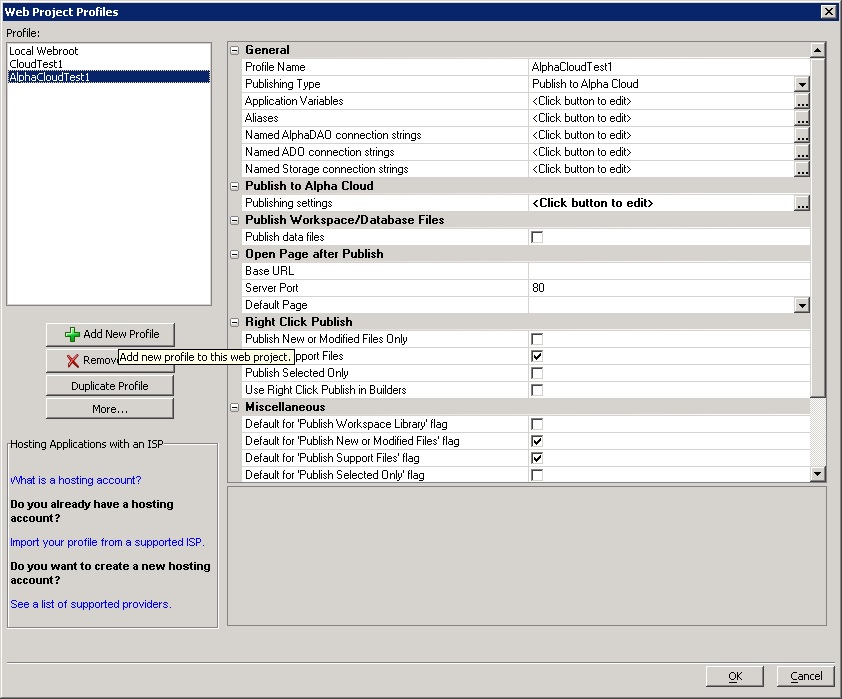 Web Project Profiles
Profile:
Local Webroot
CloudTest1
AlphaCloudTest1
Add New Profile
Remov
Add new profile to this web project.
Duplicate Profile
More...
Hosting Applications with an ISP
What is a hosting account?
Do you already have a hosting
account?
Import your profile from a supported ISP.
Do you want to create a new hosting
account?
See a list of supported providers.
General
Profile Name AlphaCloudTest1
Publishing Type Publish to Alpha Cloud
Application Variables <Click button to edit> ...
Aliases <Click button to edit> ...
Named AlphaDAO connection strings <Click button to edit> ...
Named ADO connection strings <Click button to edit> ...
Named Storage connection strings <Click button to edit> ...
Publish to Alpha Cloud
Publishing settings <Click button to edit> ...
Publish Workspace/Database Files
Publish data files
Open Page after Publish
Base URL
Server Port 80
Default Page
Right Click Publish
Publish New or Modified Files Only
pport Files
Publish Selected Only
Use Right Click Publish in Builders
Miscellaneous
Default for 'Publish Workspace Library' flag
Default for 'Publish New or Modified Files' flag
Default for 'Publish Support Files' flag
Default for 'Publish Selected Only' flag
OK
Cancel